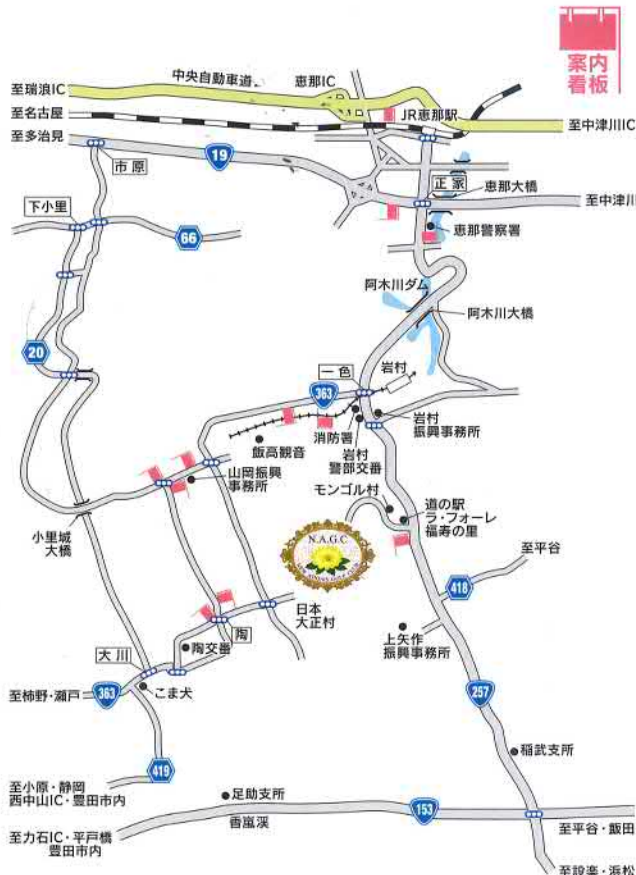 案内
看板
中央自動車道
恵那IC
至瑞浪IC
至名古屋
JR恵那駅
至中津川IC
至多治見
19
市原
正家
恵那大橋
至中津川
下小里
66
恵那警察署
阿木川ダム
阿木川大橋
20
一色
岩村
363
消防署
岩村
振興事務所
岩村
警部交番
飯高観音
山岡振興
事務所
モンゴル村
道の駅
ラ・フォーレ
福寿の里
小里城
大橋
N.A.G.C
至平谷
418
日本
大正村
陶
上矢作
振興事務所
陶交番
大川
363
257
至柿野・瀬戸
こま犬
稲武支所
419
至小原・静岡
西中山IC・豊田市内
足助支所
153
香嵐渓
至力石IC・平戸橋
豊田市内
至平谷・飯田
至設楽・浜松